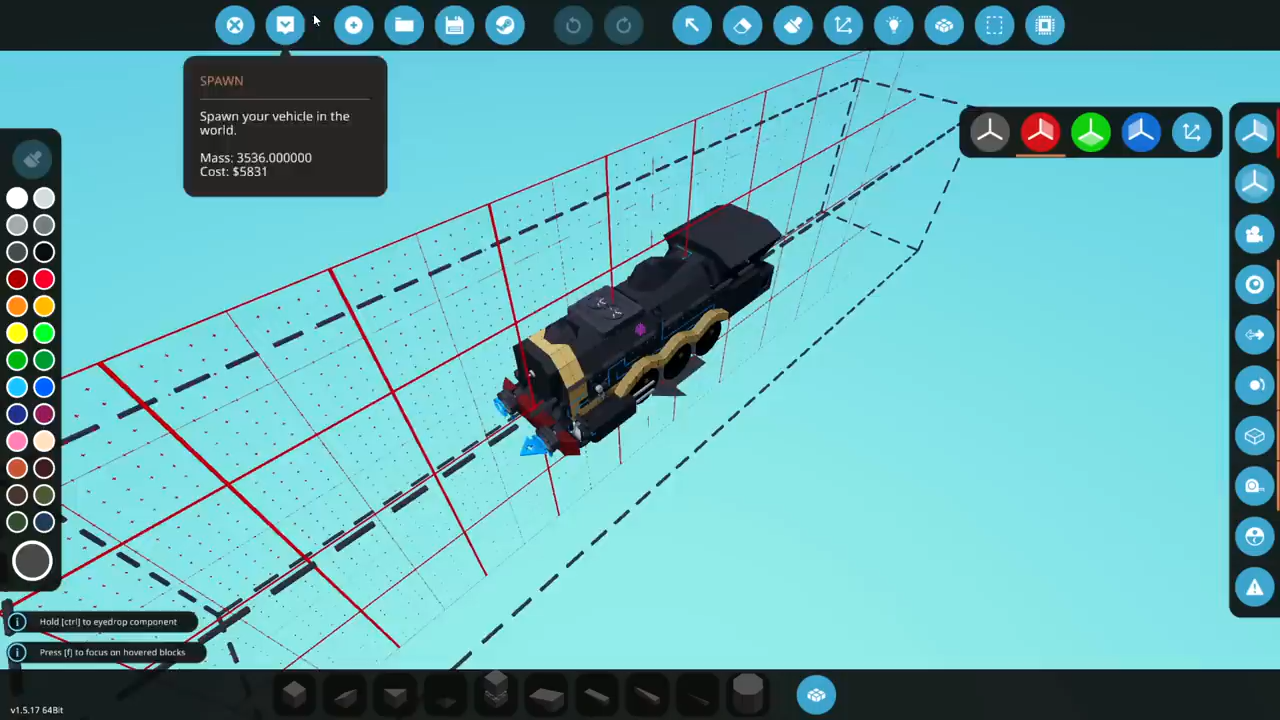 SPAWN
Spawn your vehicle in the
world.
Mass: 3536.000000
Cost: $5831
Hold [ctrl] to eyedrop component
Press [f] to focus on hovered blocks
v1.5.17 64Bit